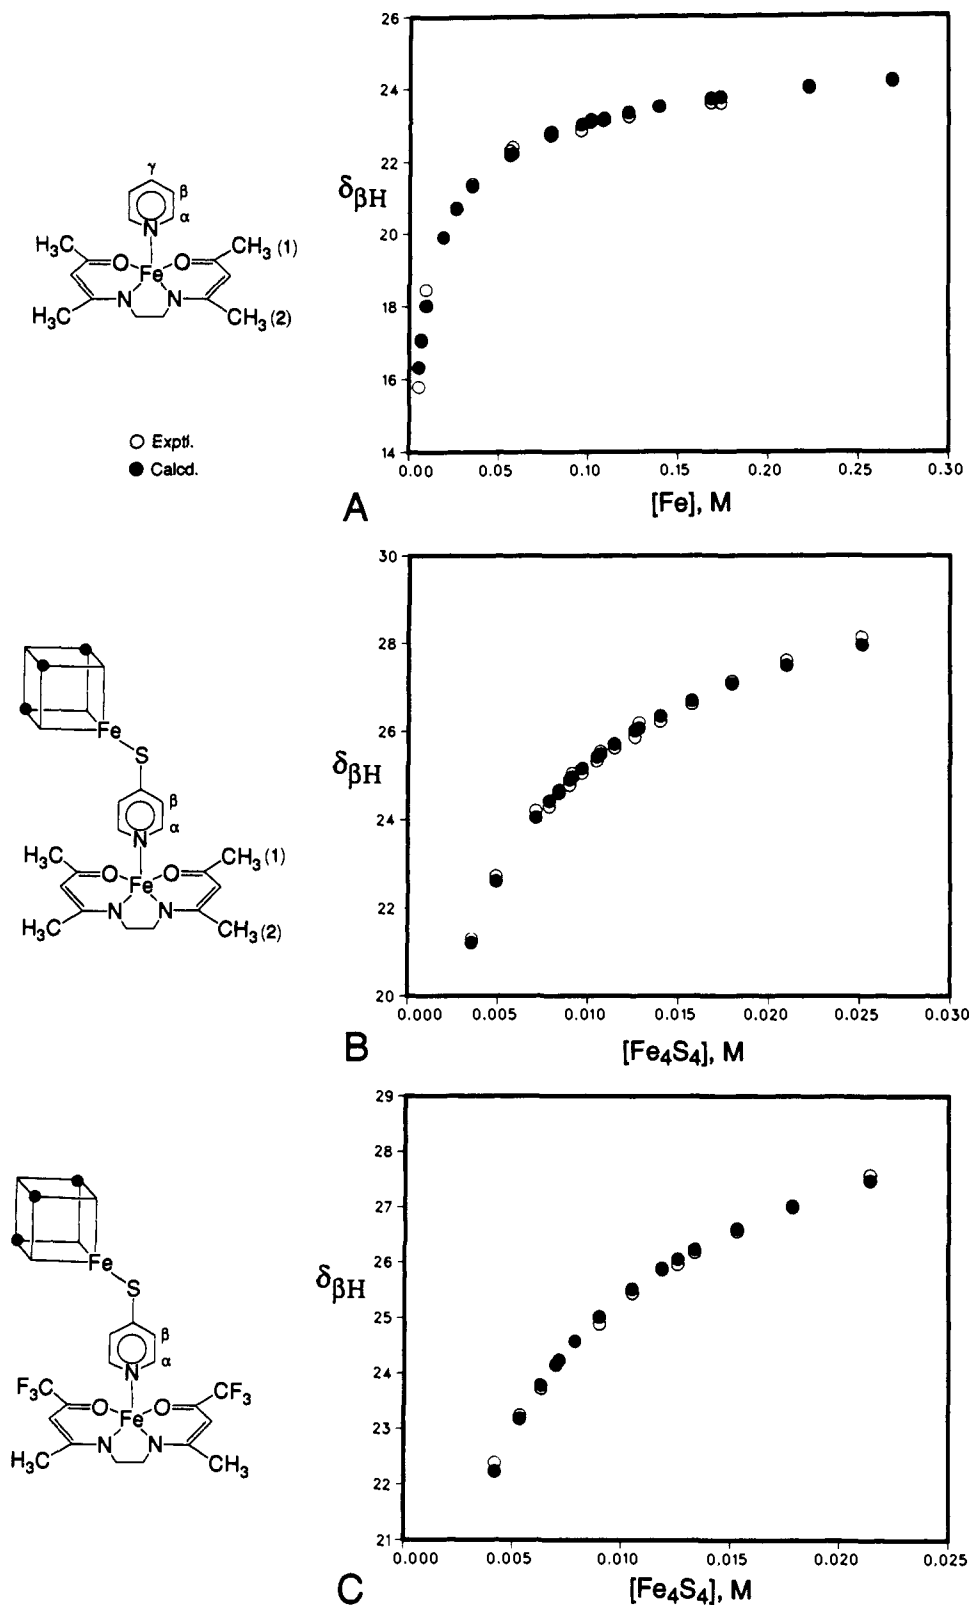 26
24
22
20
18
16
14
δβH
0.00 0.05 0.10 0.15 0.20 0.25 0.30
[Fe], M
γ
β
α
N
H₃C
O
Fe
O
CH₃(1)
H₃C
N
N
CH₃(2)
○ Exptl.
● Calcd.
A
30
28
26
24
22
20
δβH
0.000 0.005 0.010 0.015 0.020 0.025 0.030
[Fe₄S₄], M
Fe
S
β
α
N
H₃C
O
Fe
O
CH₃(1)
H₃C
N
N
CH₃(2)
B
29
28
27
26
25
24
23
22
21
δβH
0.000 0.005 0.010 0.015 0.020 0.025
[Fe₄S₄], M
Fe
S
β
α
N
F₃C
O
Fe
O
CF₃
H₃C
N
N
CH₃
C